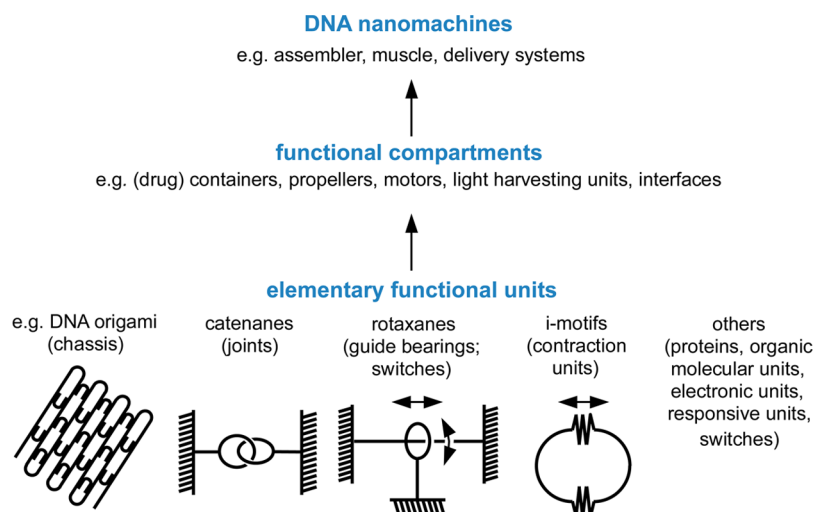 DNA nanomachines
e.g. assembler, muscle, delivery systems
functional compartments
e.g. (drug) containers, propellers, motors, light harvesting units, interfaces
elementary functional units
e.g. DNA origami
(chassis)
catenanes
(joints)
rotaxanes
(guide bearings;
switches)
i-motifs
(contraction
units)
others
(proteins, organic
molecular units,
electronic units,
responsive units,
switches)